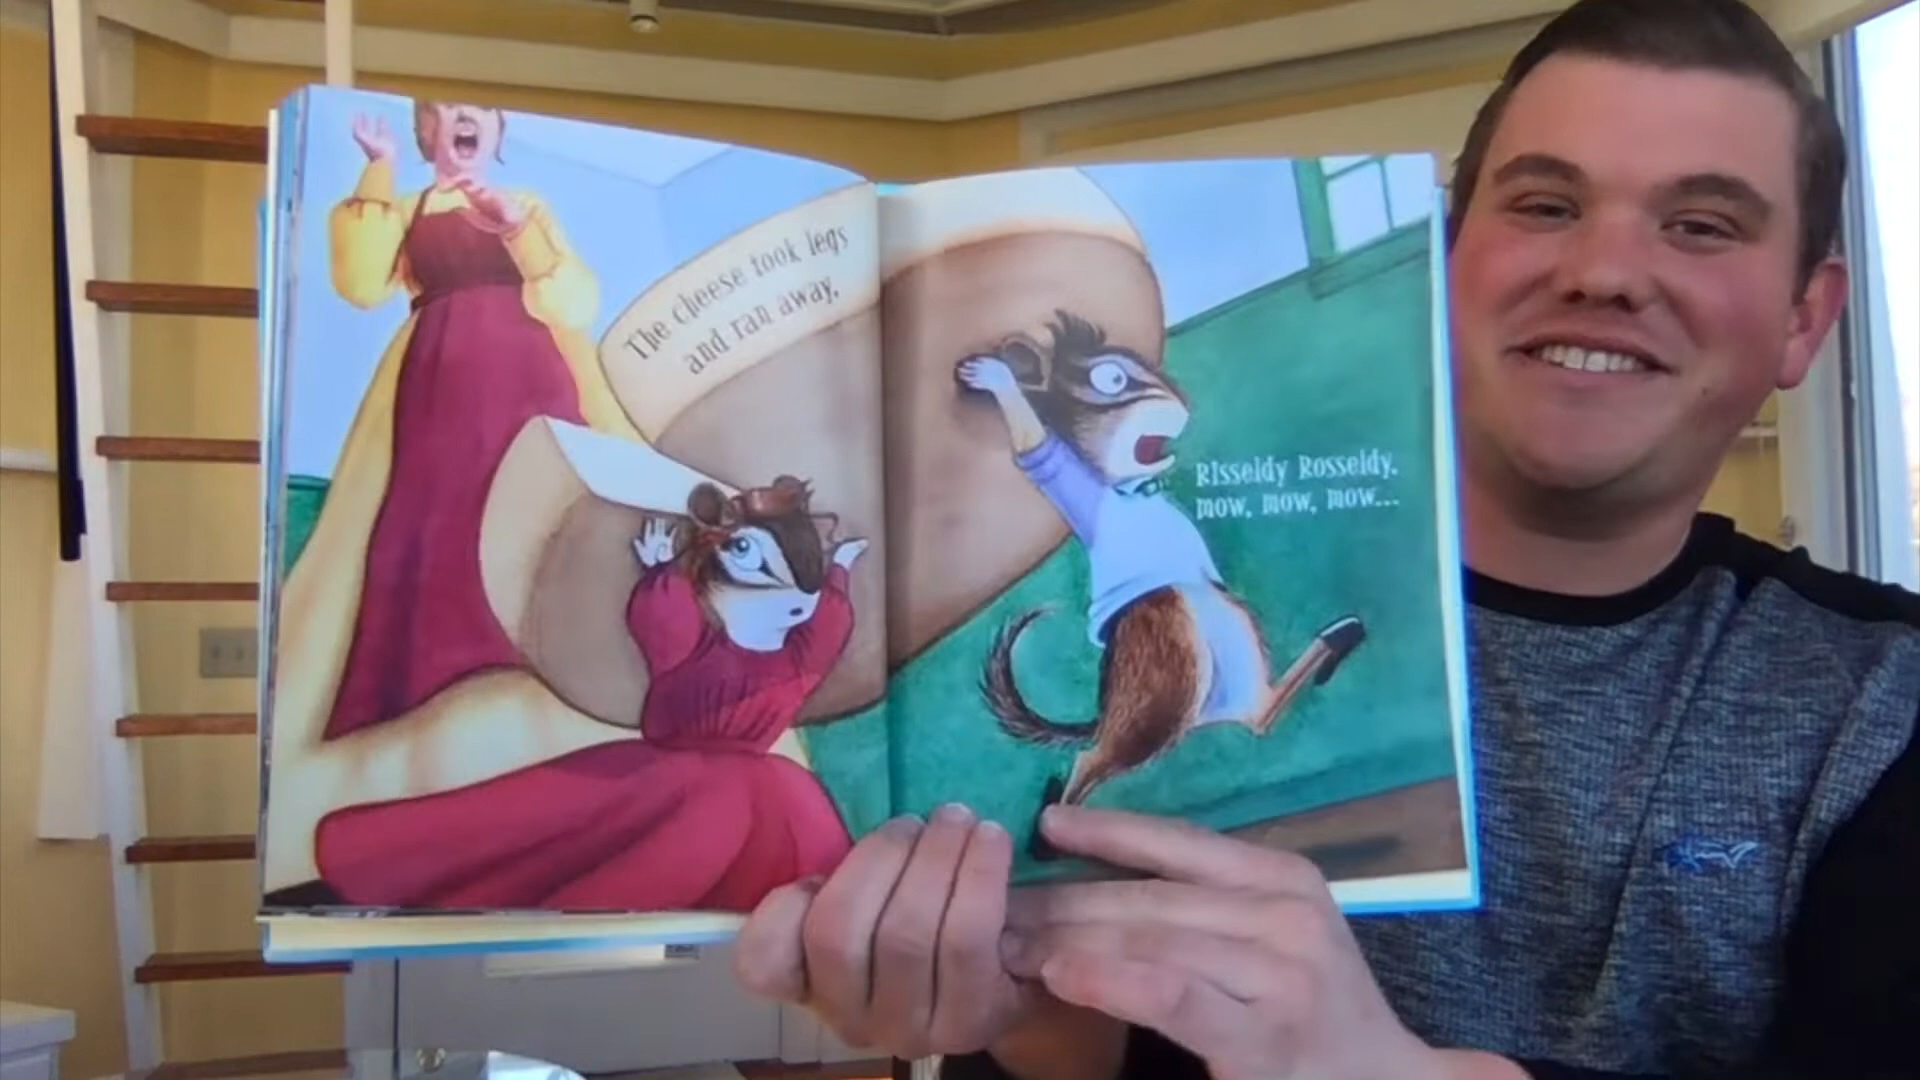 The cheese took legs
and ran away,
Risseldy Rosseldy,
mow, mow, mow...